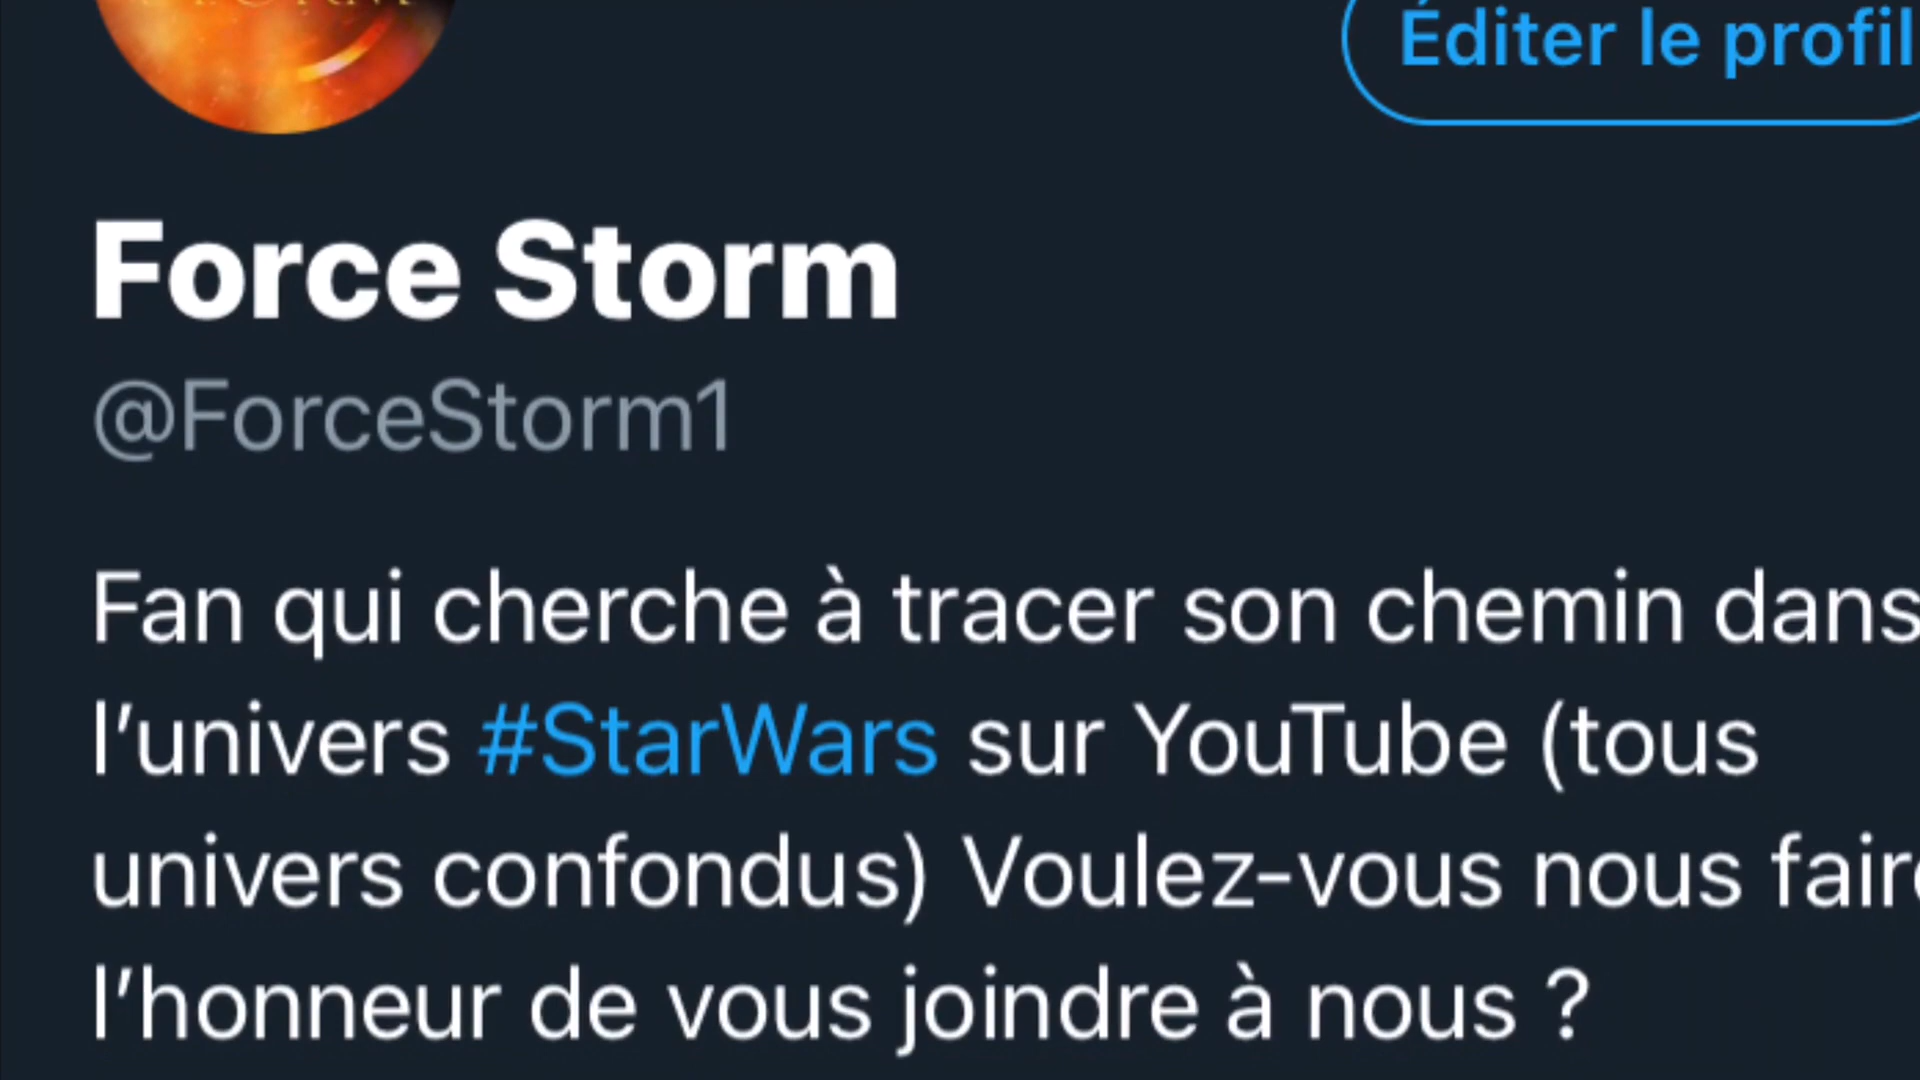 Éditer le profil
Force Storm
@ForceStorm1
Fan qui cherche à tracer son chemin dans
l’univers #StarWars sur YouTube (tous
univers confondus) Voulez-vous nous faire
l’honneur de vous joindre à nous ?